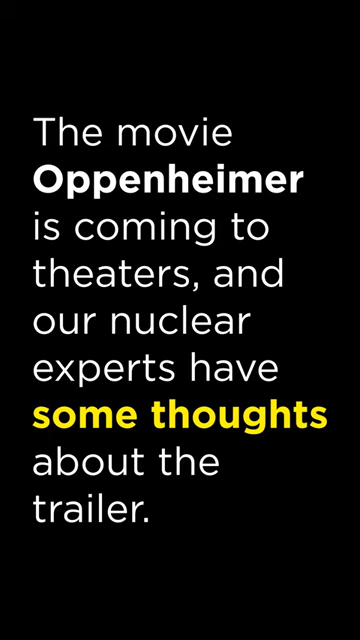 The movie
Oppenheimer
is coming to
theaters, and
our nuclear
experts have
some thoughts
about the
trailer.